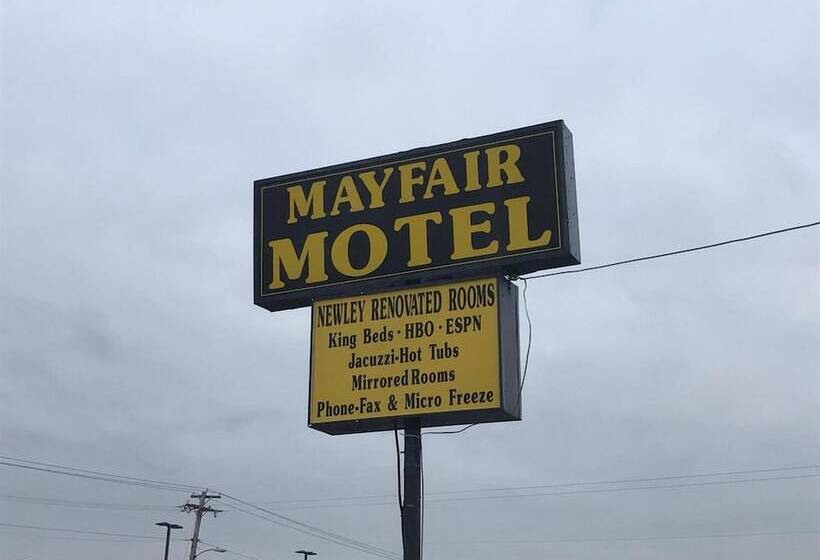 MAYFAIR
MOTEL
NEWLEY RENOVATED ROOMS
King Beds · HBO · ESPN
Jacuzzi-Hot Tubs
Mirrored Rooms
Phone-Fax & Micro Freeze